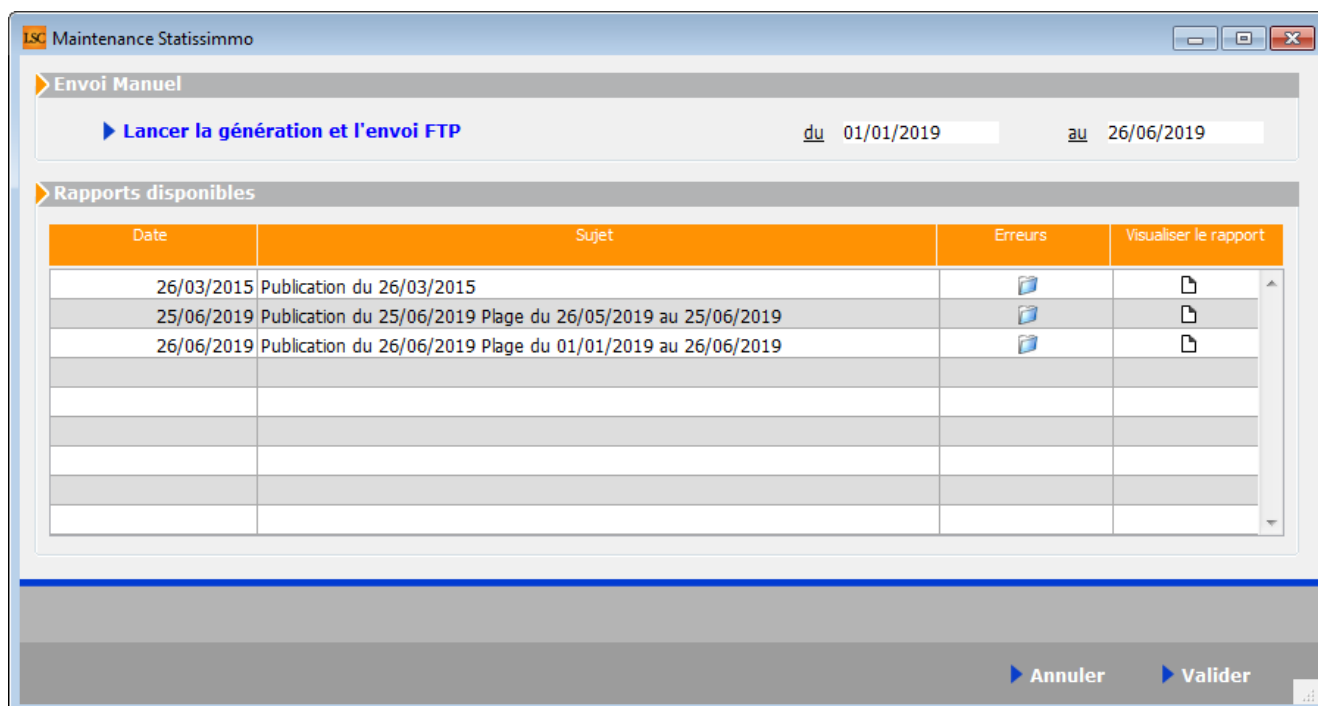 LSC Maintenance Statissimmo
Envoi Manuel
Lancer la génération et l'envoi FTP du 01/01/2019 au 26/06/2019
Rapports disponibles
Date Sujet Erreurs Visualiser le rapport
26/03/2015 Publication du 26/03/2015
25/06/2019 Publication du 25/06/2019 Plage du 26/05/2019 au 25/06/2019
26/06/2019 Publication du 26/06/2019 Plage du 01/01/2019 au 26/06/2019
Annuler Valider